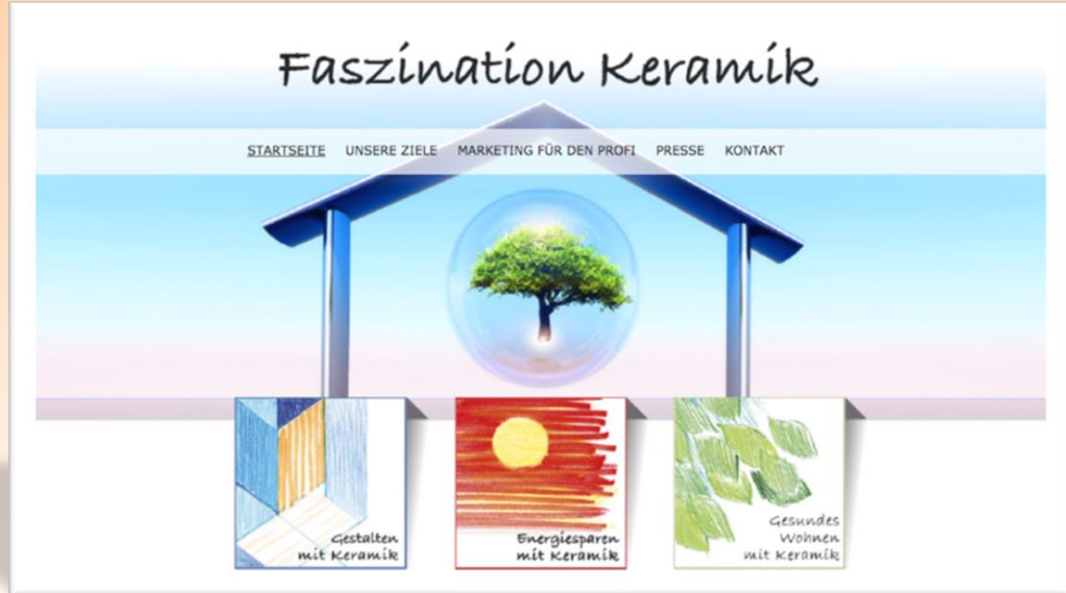 Faszination Keramik
STARTSEITE UNSERE ZIELE MARKETING FÜR DEN PROFI PRESSE KONTAKT
Gestalten
mit Keramik
Energiesparen
mit Keramik
Gesundes
Wohnen
mit Keramik